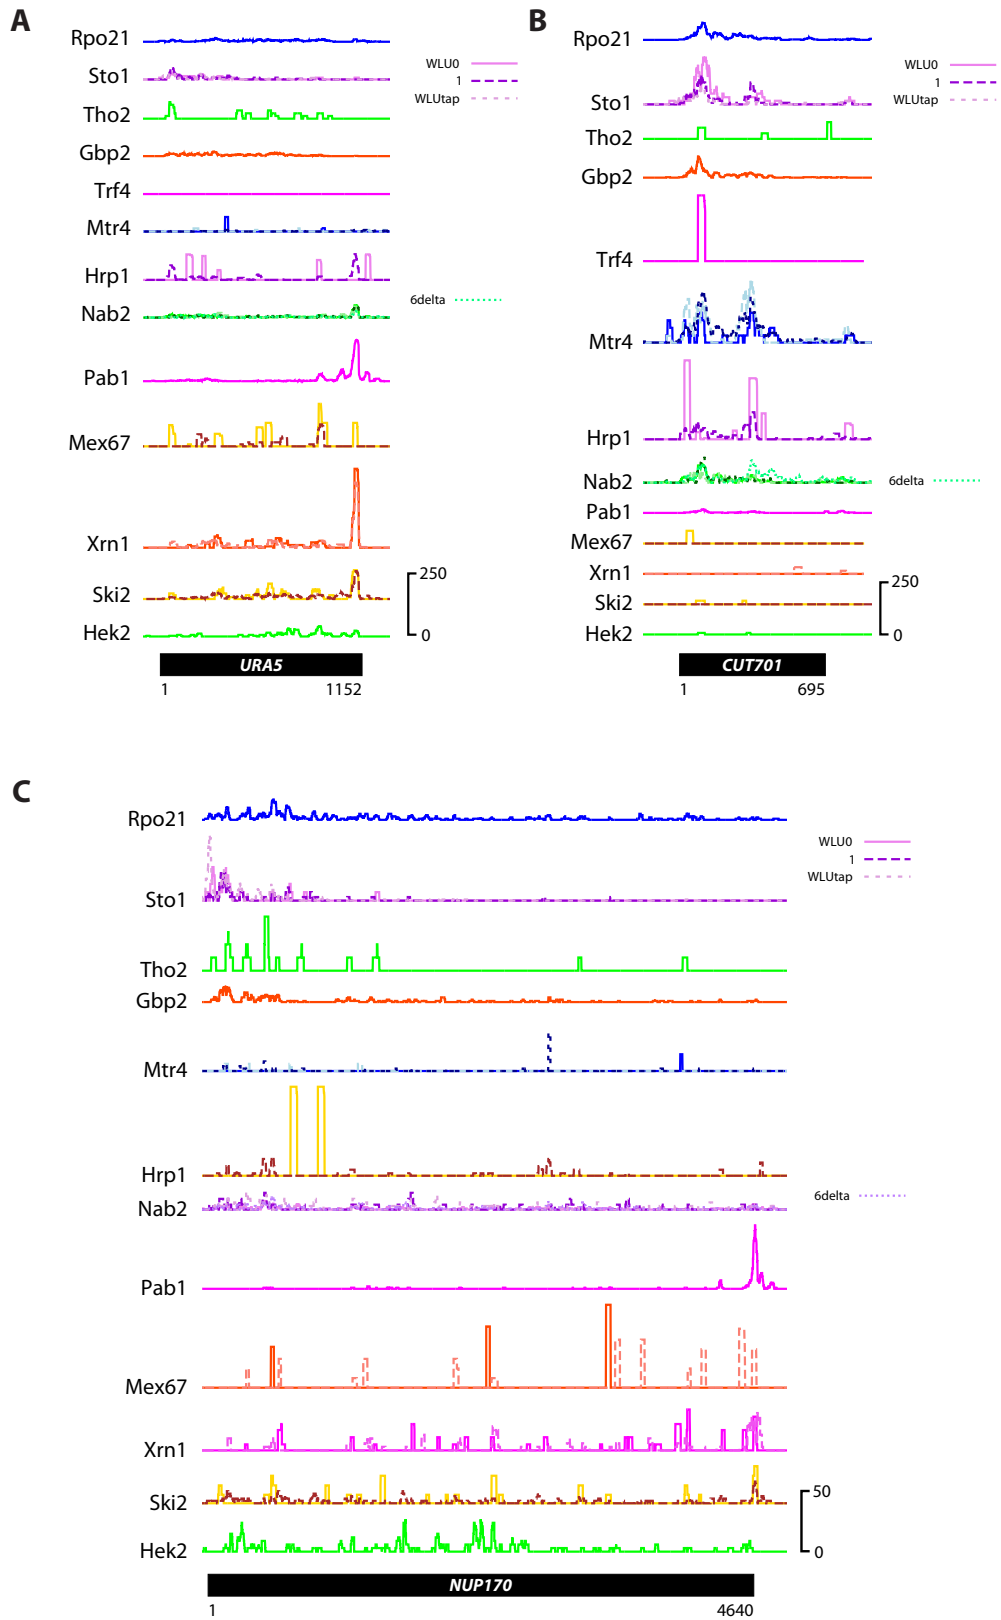 A
Rpo21
Sto1
Tho2
Gbp2
Trf4
Mtr4
Hrp1
Nab2
Pab1
Mex67
Xrn1
Ski2
Hek2
WLU0
1
WLUtap
6delta
250
0
URA5
1 1152
B
Rpo21
Sto1
Tho2
Gbp2
Trf4
Mtr4
Hrp1
Nab2
Pab1
Mex67
Xrn1
Ski2
Hek2
WLU0
1
WLUtap
6delta
250
0
CUT701
1 695
C
Rpo21
Sto1
Tho2
Gbp2
Mtr4
Hrp1
Nab2
Pab1
Mex67
Xrn1
Ski2
Hek2
WLU0
1
WLUtap
6delta
50
0
NUP170
1 4640